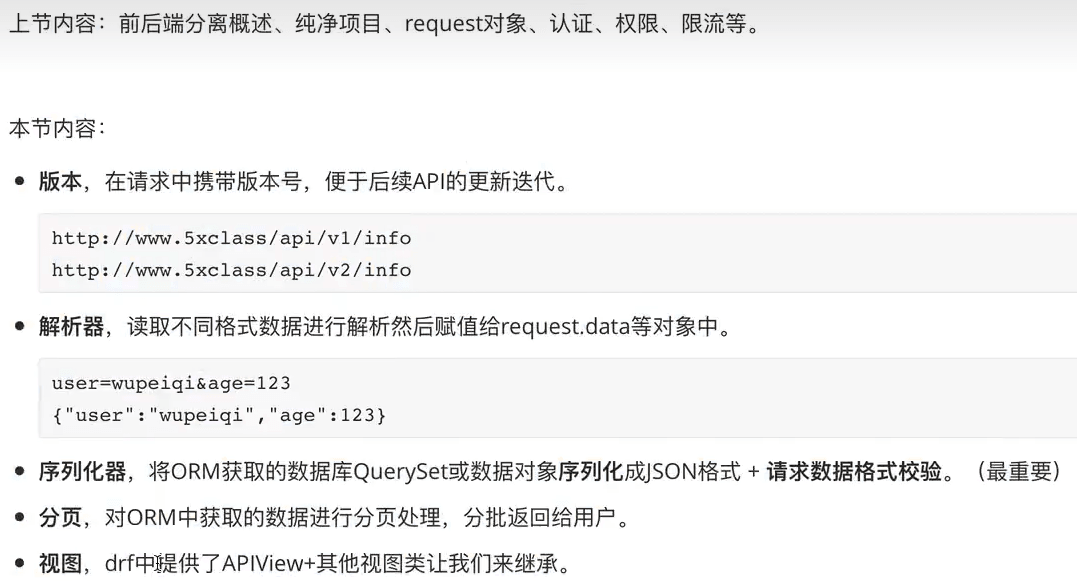 上节内容：前后端分离概述、纯净项目、request对象、认证、权限、限流等。
本节内容：
版本，在请求中携带版本号，便于后续API的更新迭代。
http://www.5xclass/api/v1/info
http://www.5xclass/api/v2/info
解析器，读取不同格式数据进行解析然后赋值给request.data等对象中。
user=wupeiqi&age=123
{"user":"wupeiqi","age":123}
序列化器，将ORM获取的数据库QuerySet或数据对象序列化成JSON格式 + 请求数据格式校验。（最重要）
分页，对ORM中获取的数据进行分页处理，分批返回给用户。
视图，drf中提供了APIView+其他视图类让我们来继承。